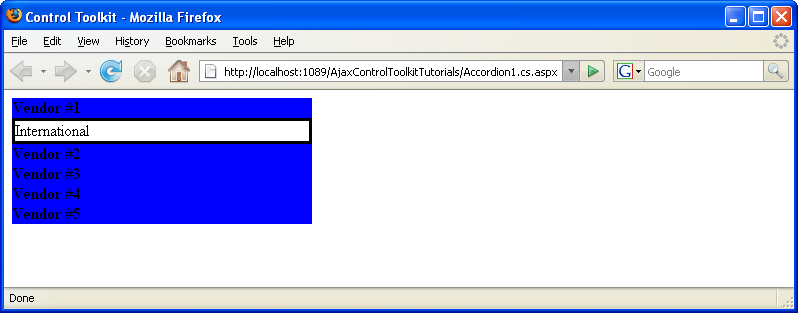 Control Toolkit - Mozilla Firefox
File Edit View History Bookmarks Tools Help
http://localhost:1089/AjaxControlToolkitTutorials/Accordion1.cs.aspx G Google
Vendor #1
International
Vendor #2
Vendor #3
Vendor #4
Vendor #5
Done